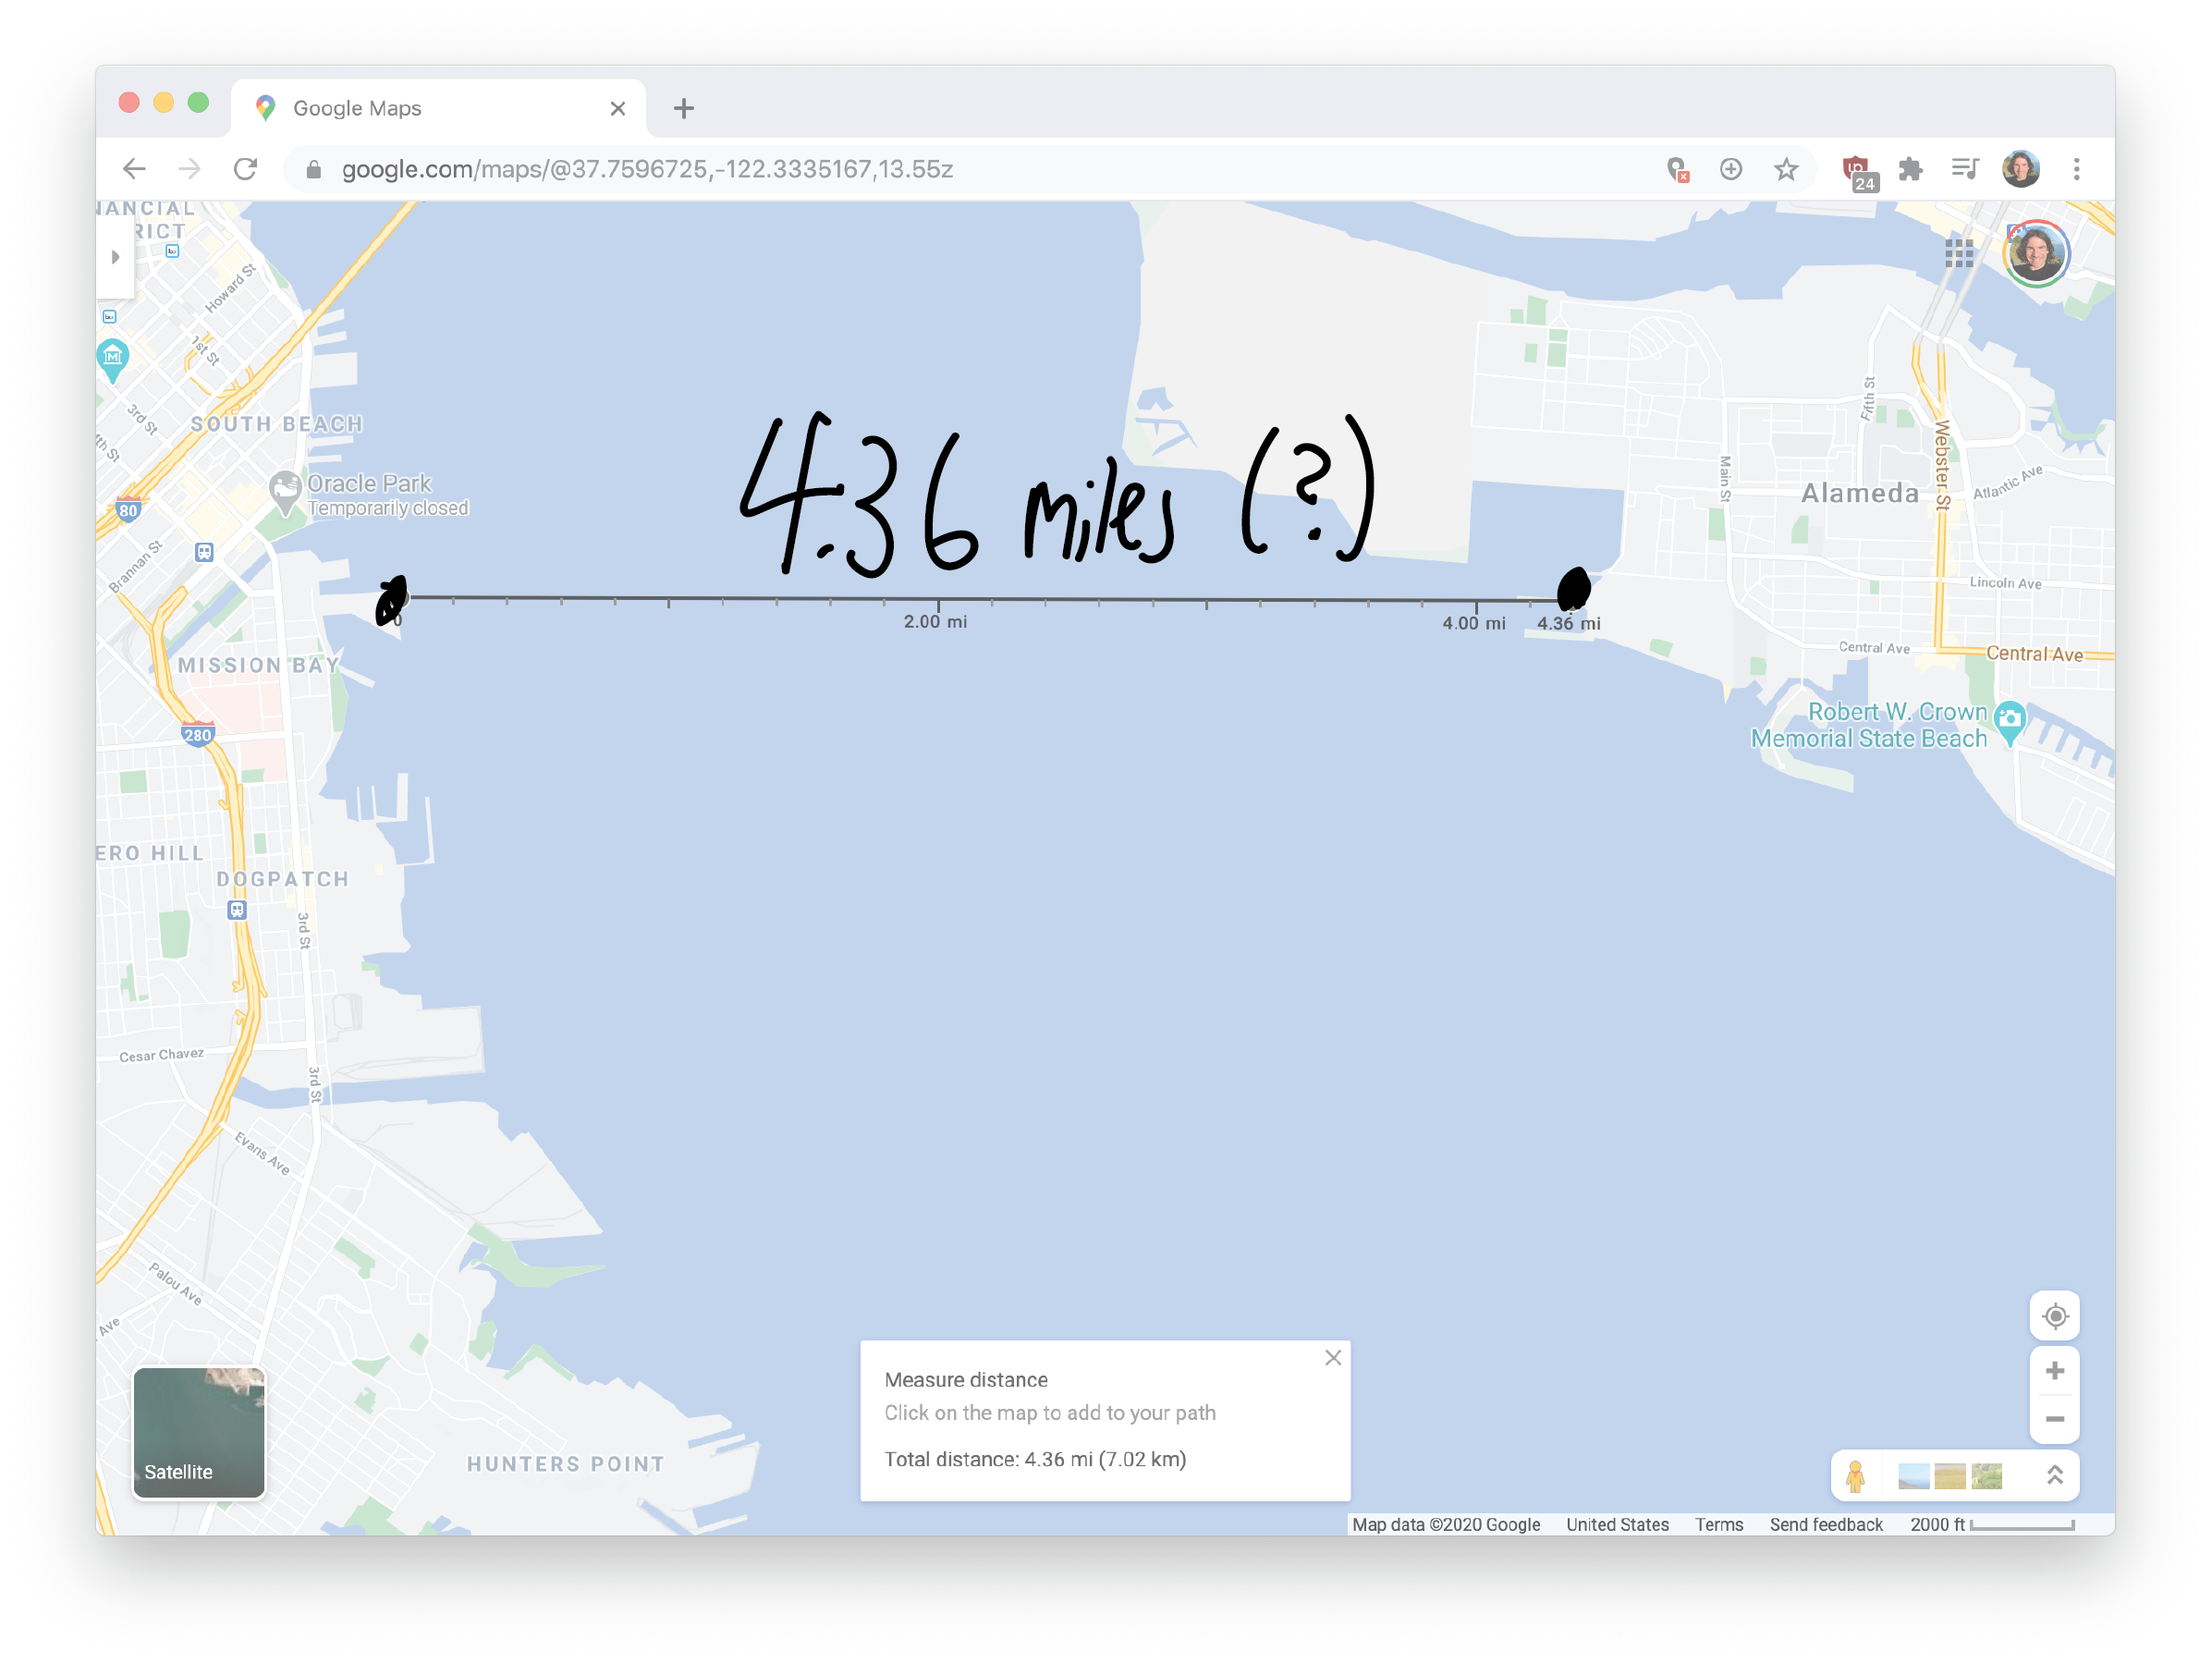 Google Maps
google.com/maps/@37.7596725,-122.3335167,13.55z
24
NANCIAL
RICT
Howard St
1st St
3rd St
SOUTH BEACH
Oracle Park
Temporarily closed
80
Brannan St
MISSION BAY
280
ERO HILL
DOGPATCH
3rd St
Cesar Chavez
3rd St
Evans Ave
Palou Ave
Ave
HUNTERS POINT
4.36 miles (?)
0
2.00 mi
4.00 mi
4.36 mi
Main St
Fifth St
Webster St
Alameda
Atlantic Ave
Lincoln Ave
Central Ave
Central Ave
Robert W. Crown
Memorial State Beach
Satellite
Measure distance
Click on the map to add to your path
Total distance: 4.36 mi (7.02 km)
Map data ©2020 Google United States Terms Send feedback 2000 ft